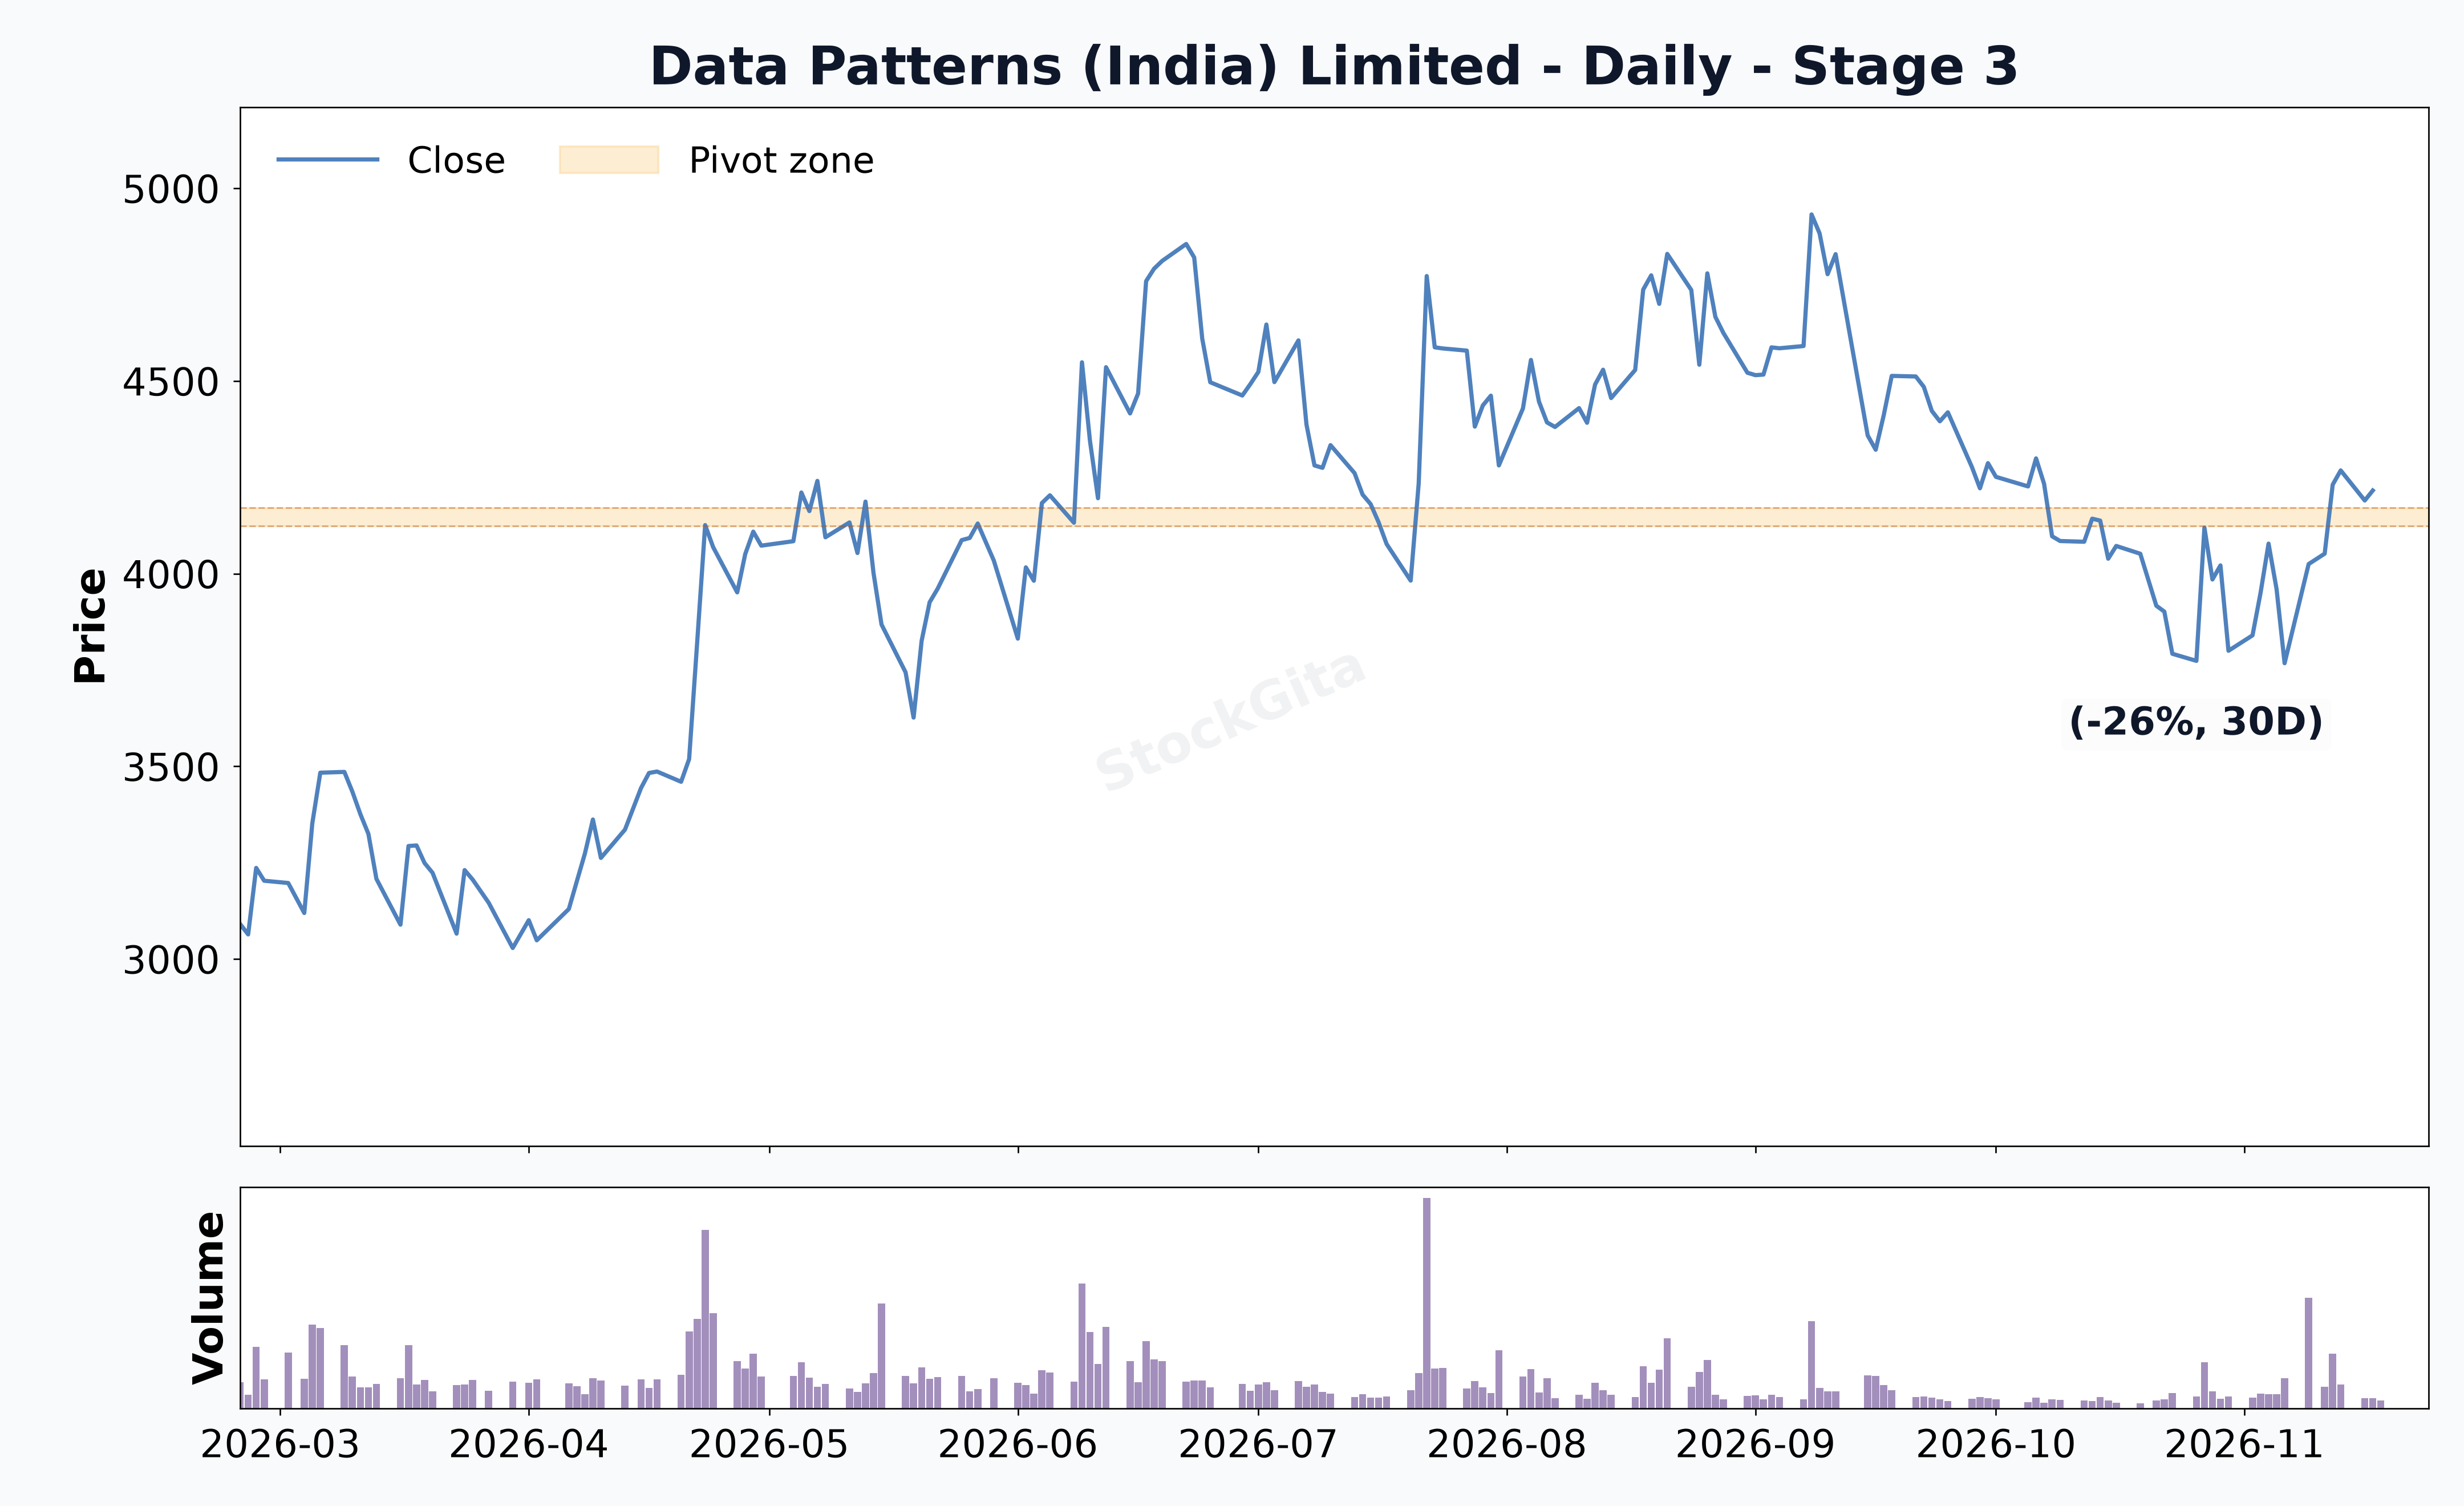 Data Patterns (India) Limited - Daily - Stage 3
Close
Pivot zone
5000
4500
4000
3500
3000
Price
StockGita
(-26%, 30D)
Volume
2026-03
2026-04
2026-05
2026-06
2026-07
2026-08
2026-09
2026-10
2026-11